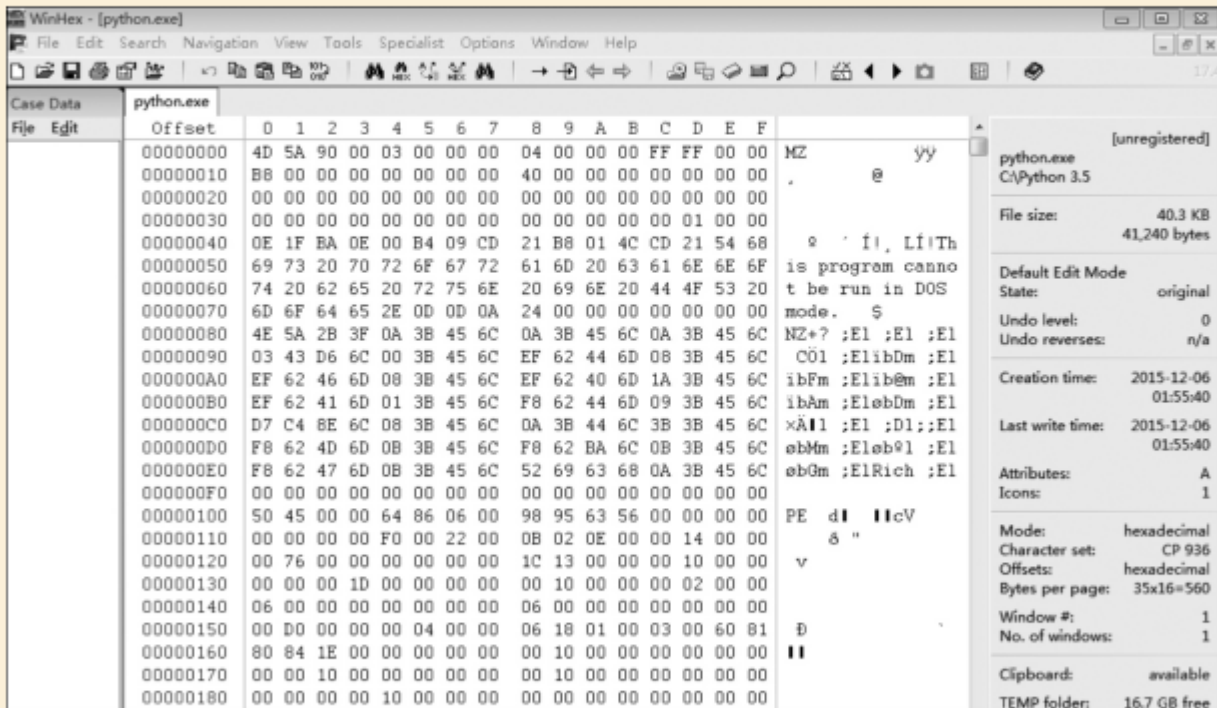 WinHex - [python.exe]
File Edit Search Navigation View Tools Specialist Options Window Help
Case Data
File Edit
python.exe
Offset 0 1 2 3 4 5 6 7 8 9 A B C D E F
00000000 4D 5A 90 00 03 00 00 00 04 00 00 00 FF FF 00 00 MZ ÿÿ
00000010 B8 00 00 00 00 00 00 00 40 00 00 00 00 00 00 00 ¸ @
00000020 00 00 00 00 00 00 00 00 00 00 00 00 00 00 00 00
00000030 00 00 00 00 00 00 00 00 00 00 00 00 00 01 00 00
00000040 0E 1F BA 0E 00 B4 09 CD 21 B8 01 4C CD 21 54 68 º ´ Í!¸ LÍ!Th
00000050 69 73 20 70 72 6F 67 72 61 6D 20 63 61 6E 6E 6F is program canno
00000060 74 20 62 65 20 72 75 6E 20 69 6E 20 44 4F 53 20 t be run in DOS
00000070 6D 6F 64 65 2E 0D 0D 0A 24 00 00 00 00 00 00 00 mode. $
00000080 4E 5A 2B 3F 0A 3B 45 6C 0A 3B 45 6C 0A 3B 45 6C NZ+? ;El ;El ;El
00000090 03 43 D6 6C 00 3B 45 6C EF 62 44 6D 08 3B 45 6C CÖl ;ElïbDm ;El
000000A0 EF 62 46 6D 08 3B 45 6C EF 62 40 6D 1A 3B 45 6C ïbFm ;Elïb@m ;El
000000B0 EF 62 41 6D 01 3B 45 6C F8 62 44 6D 09 3B 45 6C ïbAm ;EløbDm ;El
000000C0 D7 C4 8E 6C 08 3B 45 6C 0A 3B 44 6C 3B 3B 45 6C ×Ä▌l ;El ;Dl;;El
000000D0 F8 62 4D 6D 0B 3B 45 6C F8 62 BA 6C 0B 3B 45 6C øbMm ;Eløbºl ;El
000000E0 F8 62 47 6D 0B 3B 45 6C 52 69 63 68 0A 3B 45 6C øbGm ;ElRich ;El
000000F0 00 00 00 00 00 00 00 00 00 00 00 00 00 00 00 00
00000100 50 45 00 00 64 86 06 00 98 95 63 56 00 00 00 00 PE d▌ ▌▌cV
00000110 00 00 00 00 F0 00 22 00 0B 02 0E 00 00 14 00 00 ð "
00000120 00 76 00 00 00 00 00 00 1C 13 00 00 00 10 00 00 v
00000130 00 00 00 1D 00 00 00 00 00 10 00 00 00 02 00 00
00000140 06 00 00 00 00 00 00 00 06 00 00 00 00 00 00 00
00000150 00 D0 00 00 00 04 00 00 06 18 01 00 03 00 60 81 Ð `
00000160 80 84 1E 00 00 00 00 00 00 10 00 00 00 00 00 00 ▌▌
00000170 00 00 10 00 00 00 00 00 00 10 00 00 00 00 00 00
00000180 00 00 00 00 10 00 00 00 00 00 00 00 00 00 00 00
[unregistered]
python.exe
C:\Python 3.5
File size: 40.3 KB
41,240 bytes
Default Edit Mode
State: original
Undo level: 0
Undo reverses: n/a
Creation time: 2015-12-06
01:55:40
Last write time: 2015-12-06
01:55:40
Attributes: A
Icons: 1
Mode: hexadecimal
Character set: CP 936
Offsets: hexadecimal
Bytes per page: 35x16=560
Window #: 1
No. of windows: 1
Clipboard: available
TEMP folder: 16.7 GB free